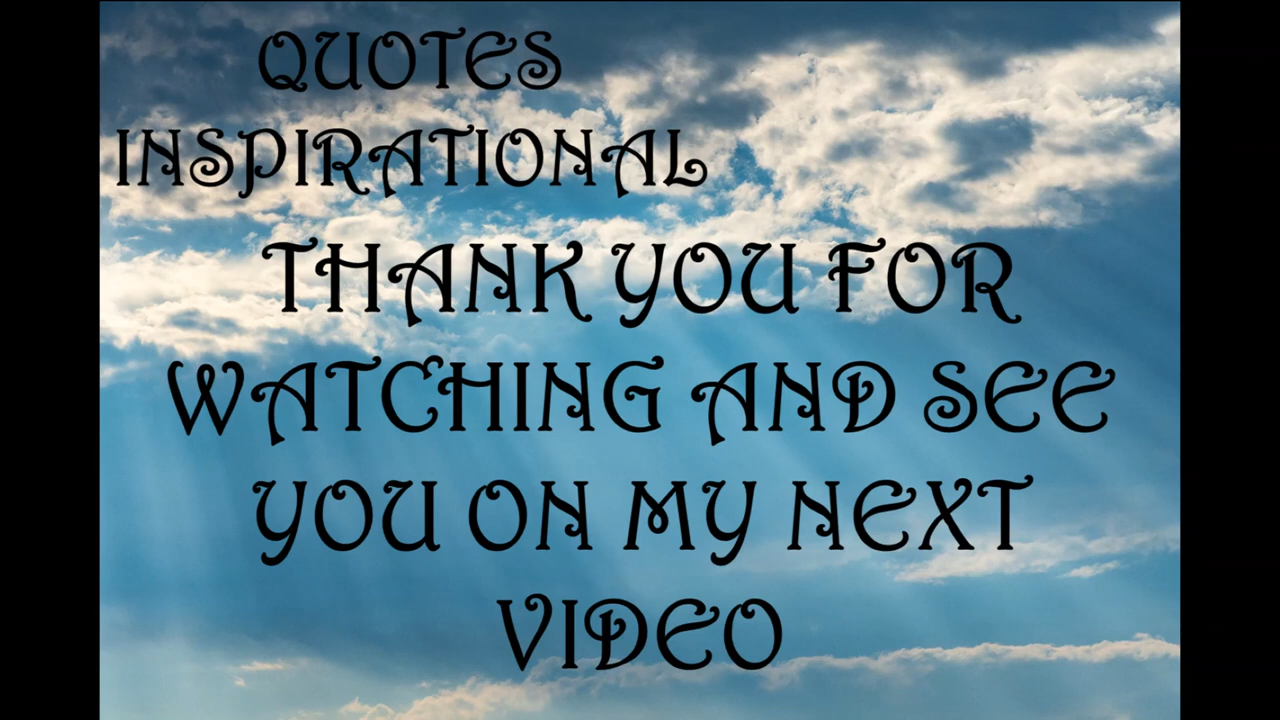 QUOTES
INSPIRATIONAL
THANK YOU FOR
WATCHING AND SEE
YOU ON MY NEXT
VIDEO